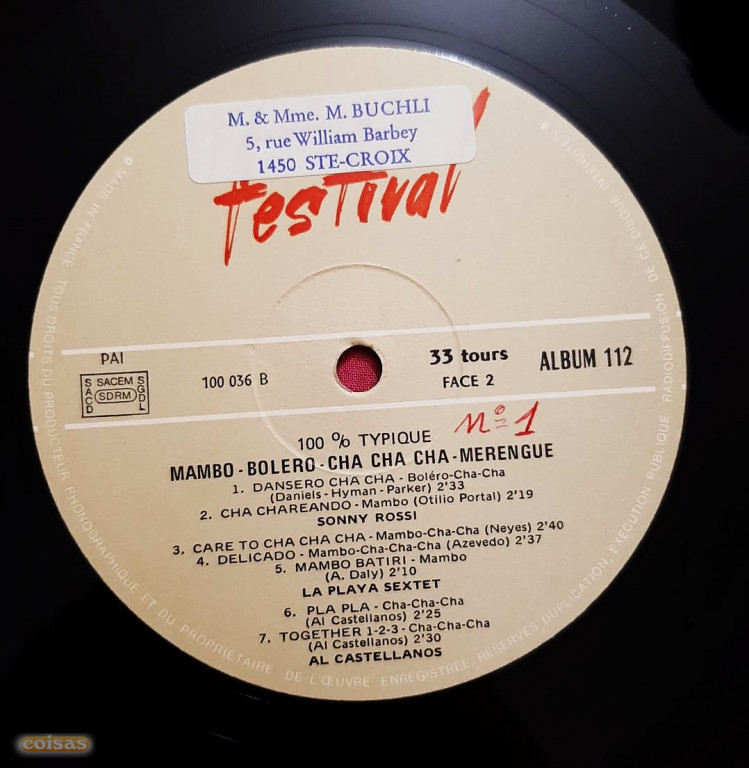 M. & Mme. M. BUCHLI
5, rue William Barbey
1450 STE-CROIX
festival
PAI
SACD
SACEM
SDRM
SGDL
100 036 B
33 tours
FACE 2
ALBUM 112
100 % TYPIQUE
N° 1
MAMBO - BOLERO - CHA CHA CHA - MERENGUE
1. DANSERO CHA CHA - Boléro-Cha-Cha
(Daniels - Hyman - Parker) 2'33
2. CHA CHAREANDO - Mambo (Otilio Portal) 2'19
SONNY ROSSI
3. CARE TO CHA CHA CHA - Mambo-Cha-Cha (Neyes) 2'40
4. DELICADO - Mambo-Cha-Cha-Cha (Azevedo) 2'37
5. MAMBO BATIRI - Mambo
(A. Daly) 2'10
LA PLAYA SEXTET
6. PLA PLA - Cha-Cha-Cha
(Al Castellanos) 2'25
7. TOGETHER 1-2-3 - Cha-Cha-Cha
(Al Castellanos) 2'30
AL CASTELLANOS
MADE IN FRANCE TOUS DROITS DU PRODUCTEUR PHONOGRAPHIQUE ET DU PROPRIETAIRE DE L'ŒUVRE ENREGISTREE RÉSERVÉS DUPLICATION, EXÉCUTION PUBLIQUE RADIODIFFUSION DE CE DISQUE INTERDITES
coisas